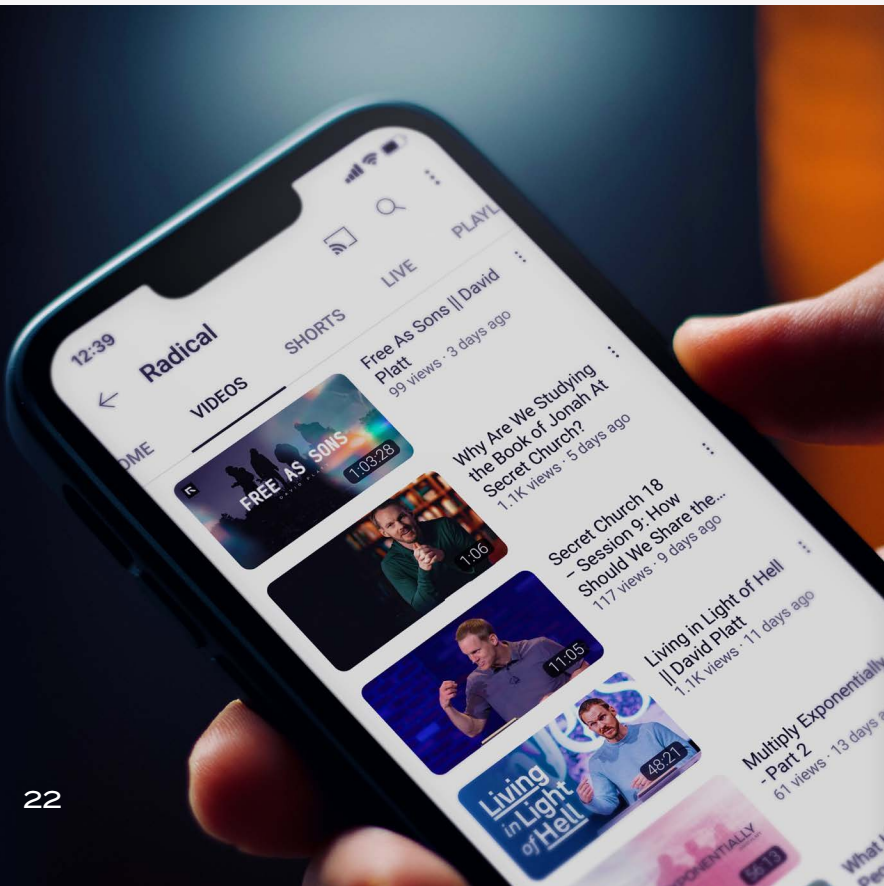 12:39
Radical
OME
VIDEOS
SHORTS
LIVE
PLAYL
FREE AS SONS
1:03:28
Free As Sons || David
Platt
99 views · 3 days ago
1:06
Why Are We Studying
the Book of Jonah At
Secret Church?
1.1K views · 5 days ago
11:05
Secret Church 18
– Session 9: How
Should We Share the...
117 views · 9 days ago
Living
in Light
of Hell
48:21
Living in Light of Hell
|| David Platt
1.1K views · 11 days ago
PONENTIALLY
56:13
Multiply Exponentially
- Part 2
61 views · 13 days a
What
22